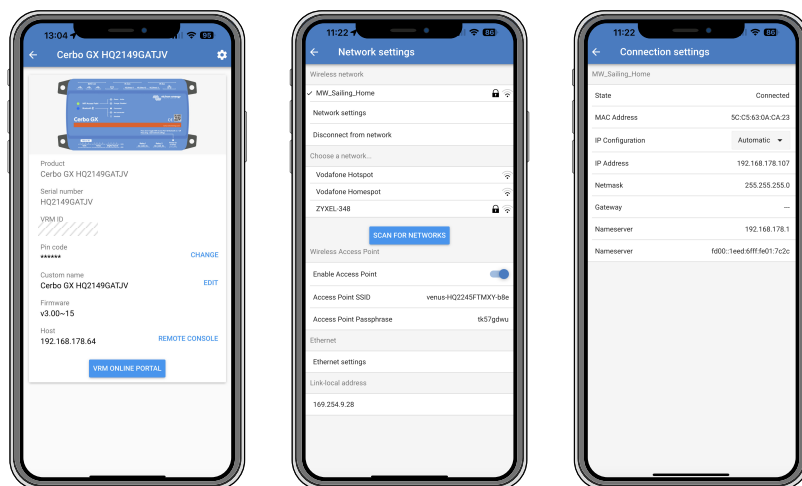 13:04
95
Cerbo GX HQ2149GATJV
Cerbo GX
Product
Cerbo GX HQ2149GATJV
Serial number
HQ2149GATJV
VRM ID
Pin code
****** CHANGE
Custom name
Cerbo GX HQ2149GATJV EDIT
Firmware
v3.00~15
Host
192.168.178.64 REMOTE CONSOLE
VRM ONLINE PORTAL
11:22
86
Network settings
Wireless network
MW_Sailing_Home
Network settings
Disconnect from network
Choose a network...
Vodafone Hotspot
Vodafone Homespot
ZYXEL-348
SCAN FOR NETWORKS
Wireless Access Point
Enable Access Point
Access Point SSID venus-HQ2245FTMXY-b8e
Access Point Passphrase tk57gdwu
Ethernet
Ethernet settings
Link-local address
169.254.9.28
11:22
86
Connection settings
MW_Sailing_Home
State Connected
MAC Address 5C:C5:63:0A:CA:23
IP Configuration Automatic
IP Address 192.168.178.107
Netmask 255.255.255.0
Gateway —
Nameserver 192.168.178.1
Nameserver fd00::1eed:6fff:fe01:7c2c